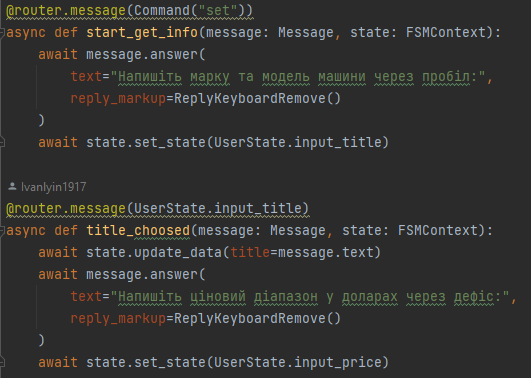 @router.message(Command("set"))
async def start_get_info(message: Message, state: FSMContext):
    await message.answer(
        text="Напишіть марку та модель машини через пробіл:",
        reply_markup=ReplyKeyboardRemove()
    )
    await state.set_state(UserState.input_title)
Ivanlyin1917
@router.message(UserState.input_title)
async def title_choosed(message: Message, state: FSMContext):
    await state.update_data(title=message.text)
    await message.answer(
        text="Напишіть ціновий діапазон у доларах через дефіс:",
        reply_markup=ReplyKeyboardRemove()
    )
    await state.set_state(UserState.input_price)